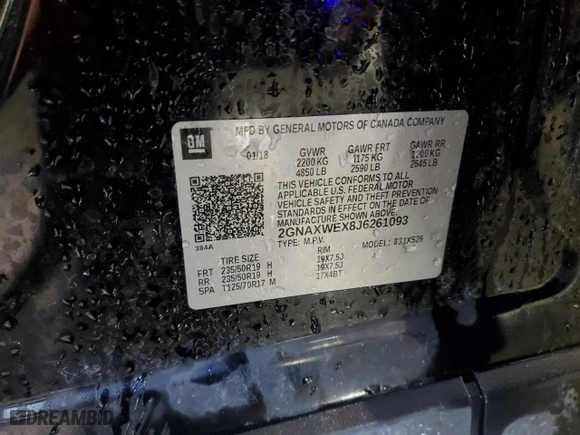 GM
MFD BY GENERAL MOTORS OF CANADA COMPANY
01/18 GVWR GAWR FRT GAWR RR
2200 KG 1175 KG 1200 KG
4850 LB 2590 LB 2645 LB
THIS VEHICLE CONFORMS TO ALL
APPLICABLE U.S. FEDERAL MOTOR
VEHICLE SAFETY AND THEFT PREVENTION
STANDARDS IN EFFECT ON THE DATE
OF MANUFACTURE SHOWN ABOVE.
2GNAXWEX8J6261093
384A TYPE: M.P.V. MODEL: 831XS26
TIRE SIZE RIM
FRT 235/50R19 H 19X7.5J
RR 235/50R19 H 19X7.5J
SPA T125/70R17 M 17X4BT
DREAMBID